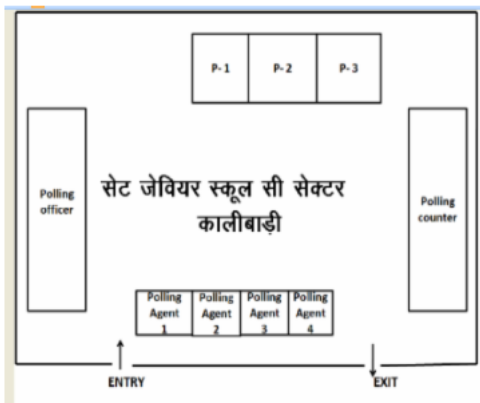 P-1 P-2 P-3
Polling
officer
सेट जेवियर स्कूल सी सेक्टर
कालीबाड़ी
Polling
counter
Polling
Agent
1
Polling
Agent
2
Polling
Agent
3
Polling
Agent
4
ENTRY
EXIT